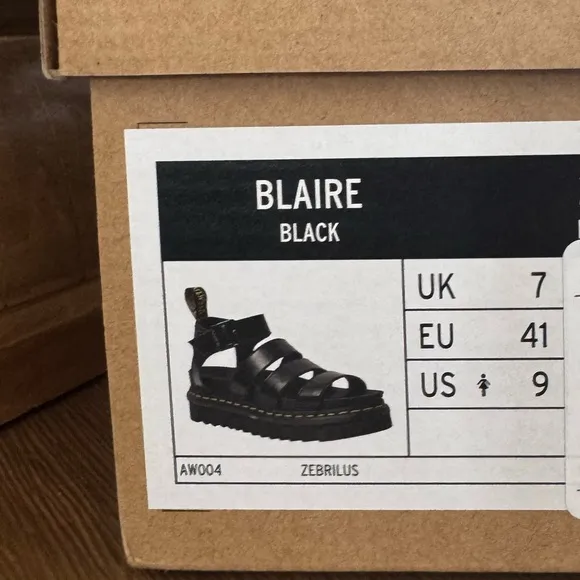 BLAIRE
BLACK
UK 7
EU 41
US 9
AW004 ZEBRILUS